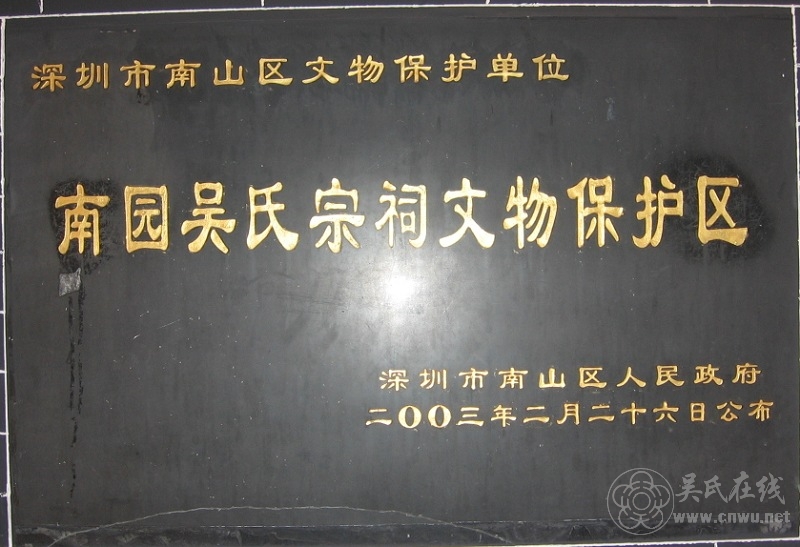 深圳市南山区文物保护单位
南园吴氏宗祠文物保护区
深圳市南山区人民政府
二00三年二月二十六日公布
吴氏在线
www.cnwu.net